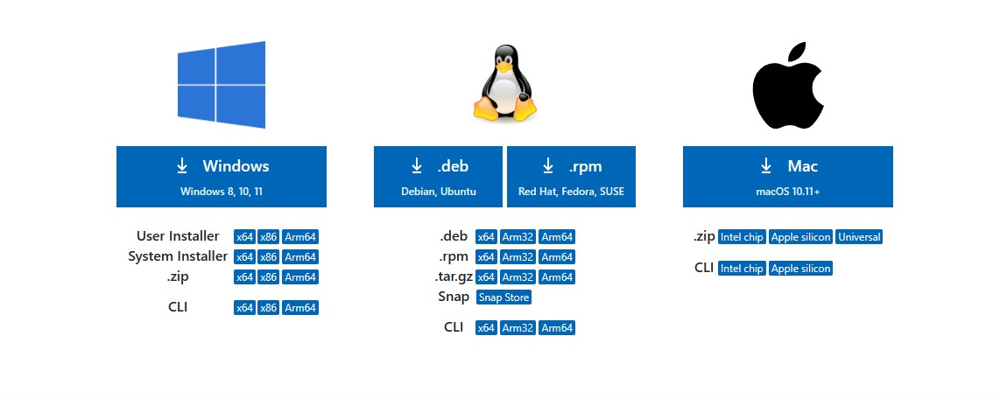 Windows
Windows 8, 10, 11
User Installer x64 x86 Arm64
System Installer x64 x86 Arm64
.zip x64 x86 Arm64
CLI x64 x86 Arm64
.deb
Debian, Ubuntu
.rpm
Red Hat, Fedora, SUSE
.deb x64 Arm32 Arm64
.rpm x64 Arm32 Arm64
.tar.gz x64 Arm32 Arm64
Snap Snap Store
CLI x64 Arm32 Arm64
Mac
macOS 10.11+
.zip Intel chip Apple silicon Universal
CLI Intel chip Apple silicon